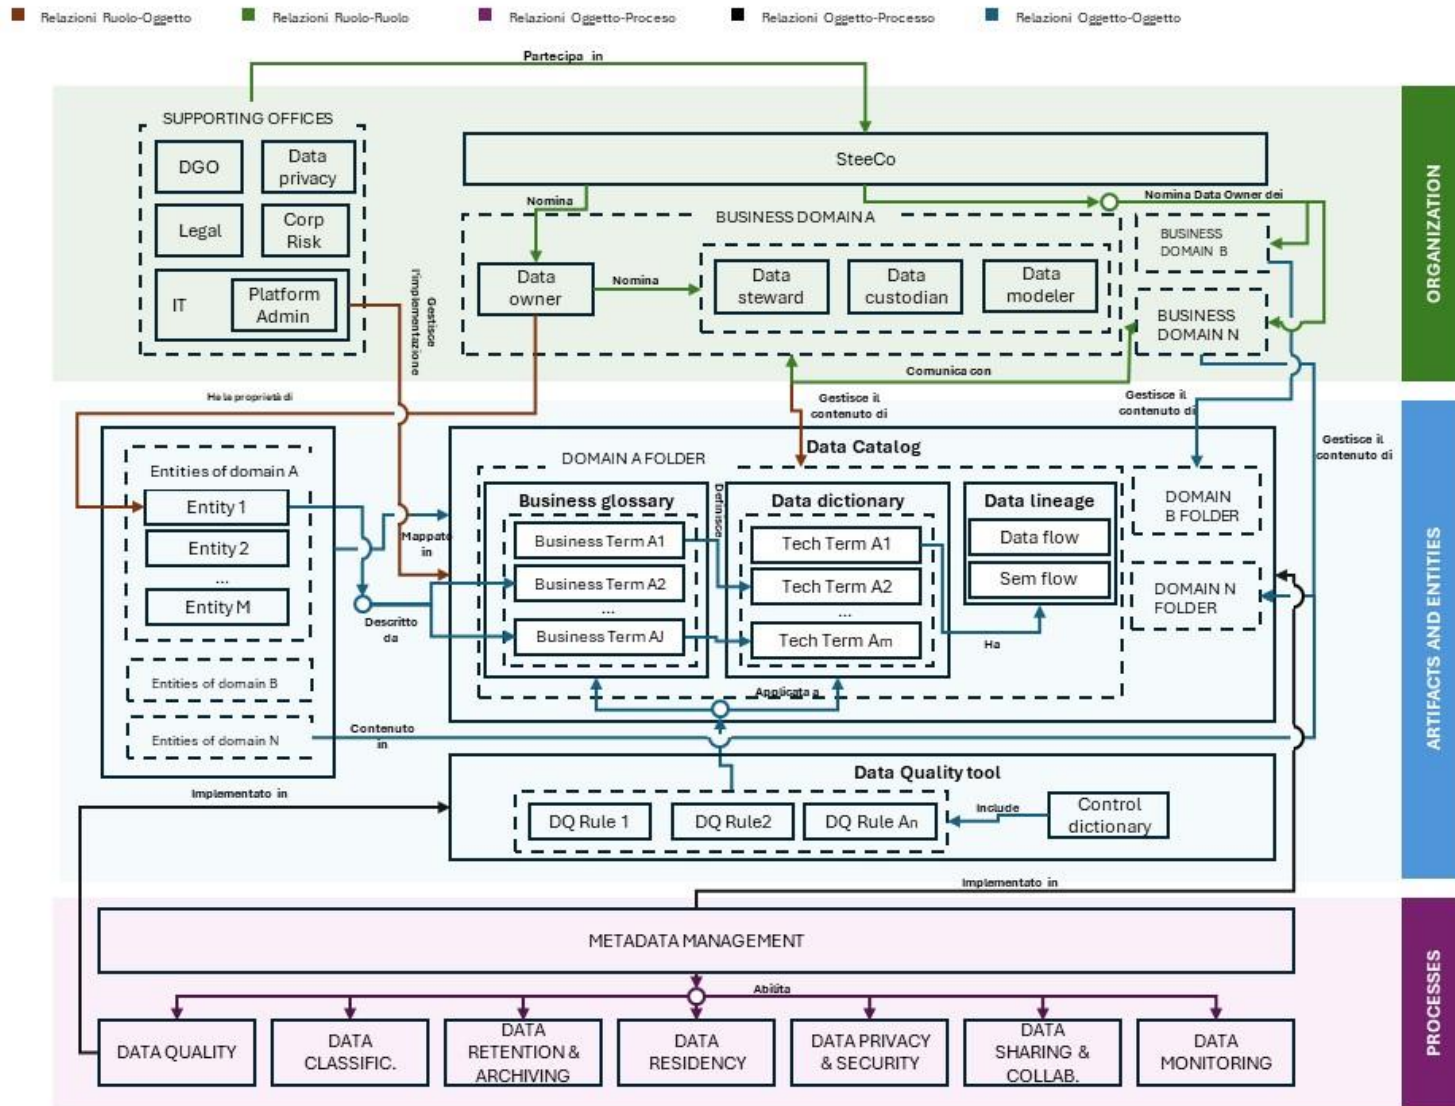 Relazioni Ruolo-Oggetto
Relazioni Ruolo-Ruolo
Relazioni Oggetto-Proceso
Relazioni Oggetto-Processo
Relazioni Oggetto-Oggetto
Partecipa in
SUPPORTING OFFICES
DGO
Data
privacy
Legal
Corp
Risk
IT
Platform
Admin
Gestisce
l'implementazione
SteeCo
Nomina
BUSINESS DOMAIN A
Nomina Data Owner dei
Data
owner
Nomina
Data
steward
Data
custodian
Data
modeler
BUSINESS
DOMAIN B
BUSINESS
DOMAIN N
Comunica con
ORGANIZATION
Ha la proprietà di
Gestisce il
contenuto di
Gestisce il
contenuto di
Gestisce il
contenuto di
Entities of domain A
Entity 1
Entity 2
...
Entity M
Entities of domain B
Entities of domain N
Mappato
in
Descritto
da
Contenuto
in
Data Catalog
DOMAIN A FOLDER
Business glossary
Business Term A1
Business Term A2
...
Business Term AJ
Definisce
Data dictionary
Tech Term A1
Tech Term A2
...
Tech Term Am
Data lineage
Data flow
Sem flow
Ha
DOMAIN
B FOLDER
DOMAIN N
FOLDER
Applicata a
Data Quality tool
DQ Rule 1
DQ Rule2
DQ Rule An
Include
Control
dictionary
ARTIFACTS AND ENTITIES
Implementato in
Implementato in
METADATA MANAGEMENT
Abilita
DATA QUALITY
DATA
CLASSIFIC.
DATA
RETENTION &
ARCHIVING
DATA
RESIDENCY
DATA PRIVACY
& SECURITY
DATA
SHARING &
COLLAB.
DATA
MONITORING
PROCESSES